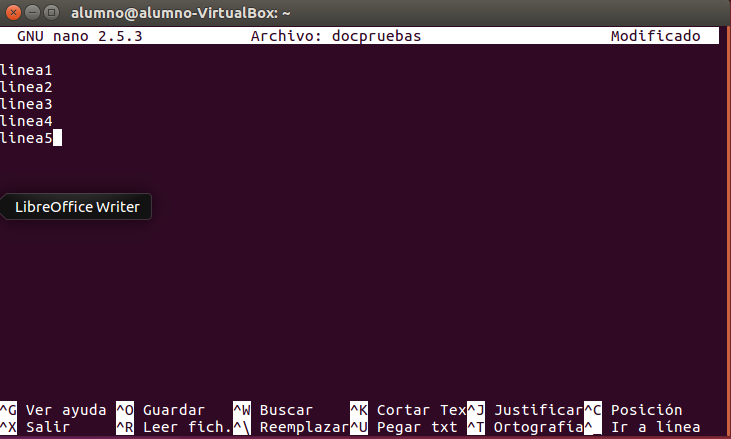 alumno@alumno-VirtualBox: ~
GNU nano 2.5.3 Archivo: docpruebas Modificado
linea1
linea2
linea3
linea4
linea5
LibreOffice Writer
^G Ver ayuda ^O Guardar ^W Buscar ^K Cortar Tex^J Justificar^C Posición
^X Salir ^R Leer fich.^\ Reemplazar^U Pegar txt ^T Ortografía^_ Ir a línea